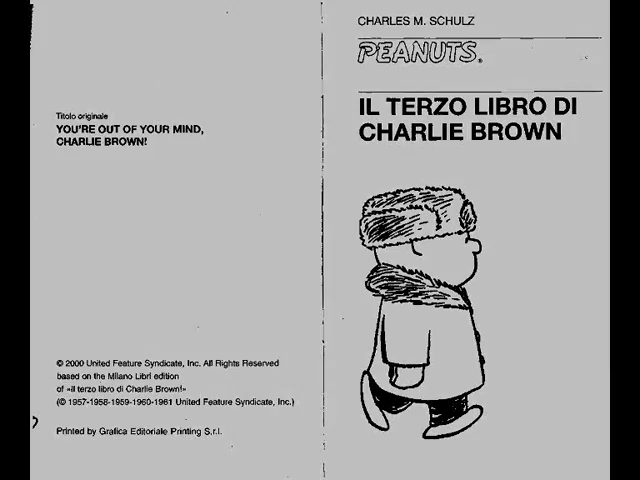 Titolo originale
YOU'RE OUT OF YOUR MIND,
CHARLIE BROWN!
© 2000 United Feature Syndicate, Inc. All Rights Reserved
based on the Milano Libri edition
of «il terzo libro di Charlie Brown!»
(© 1957-1958-1959-1960-1961 United Feature Syndicate, Inc.)
Printed by Grafica Editoriale Printing S.r.l.
CHARLES M. SCHULZ
PEANUTS®
IL TERZO LIBRO DI
CHARLIE BROWN